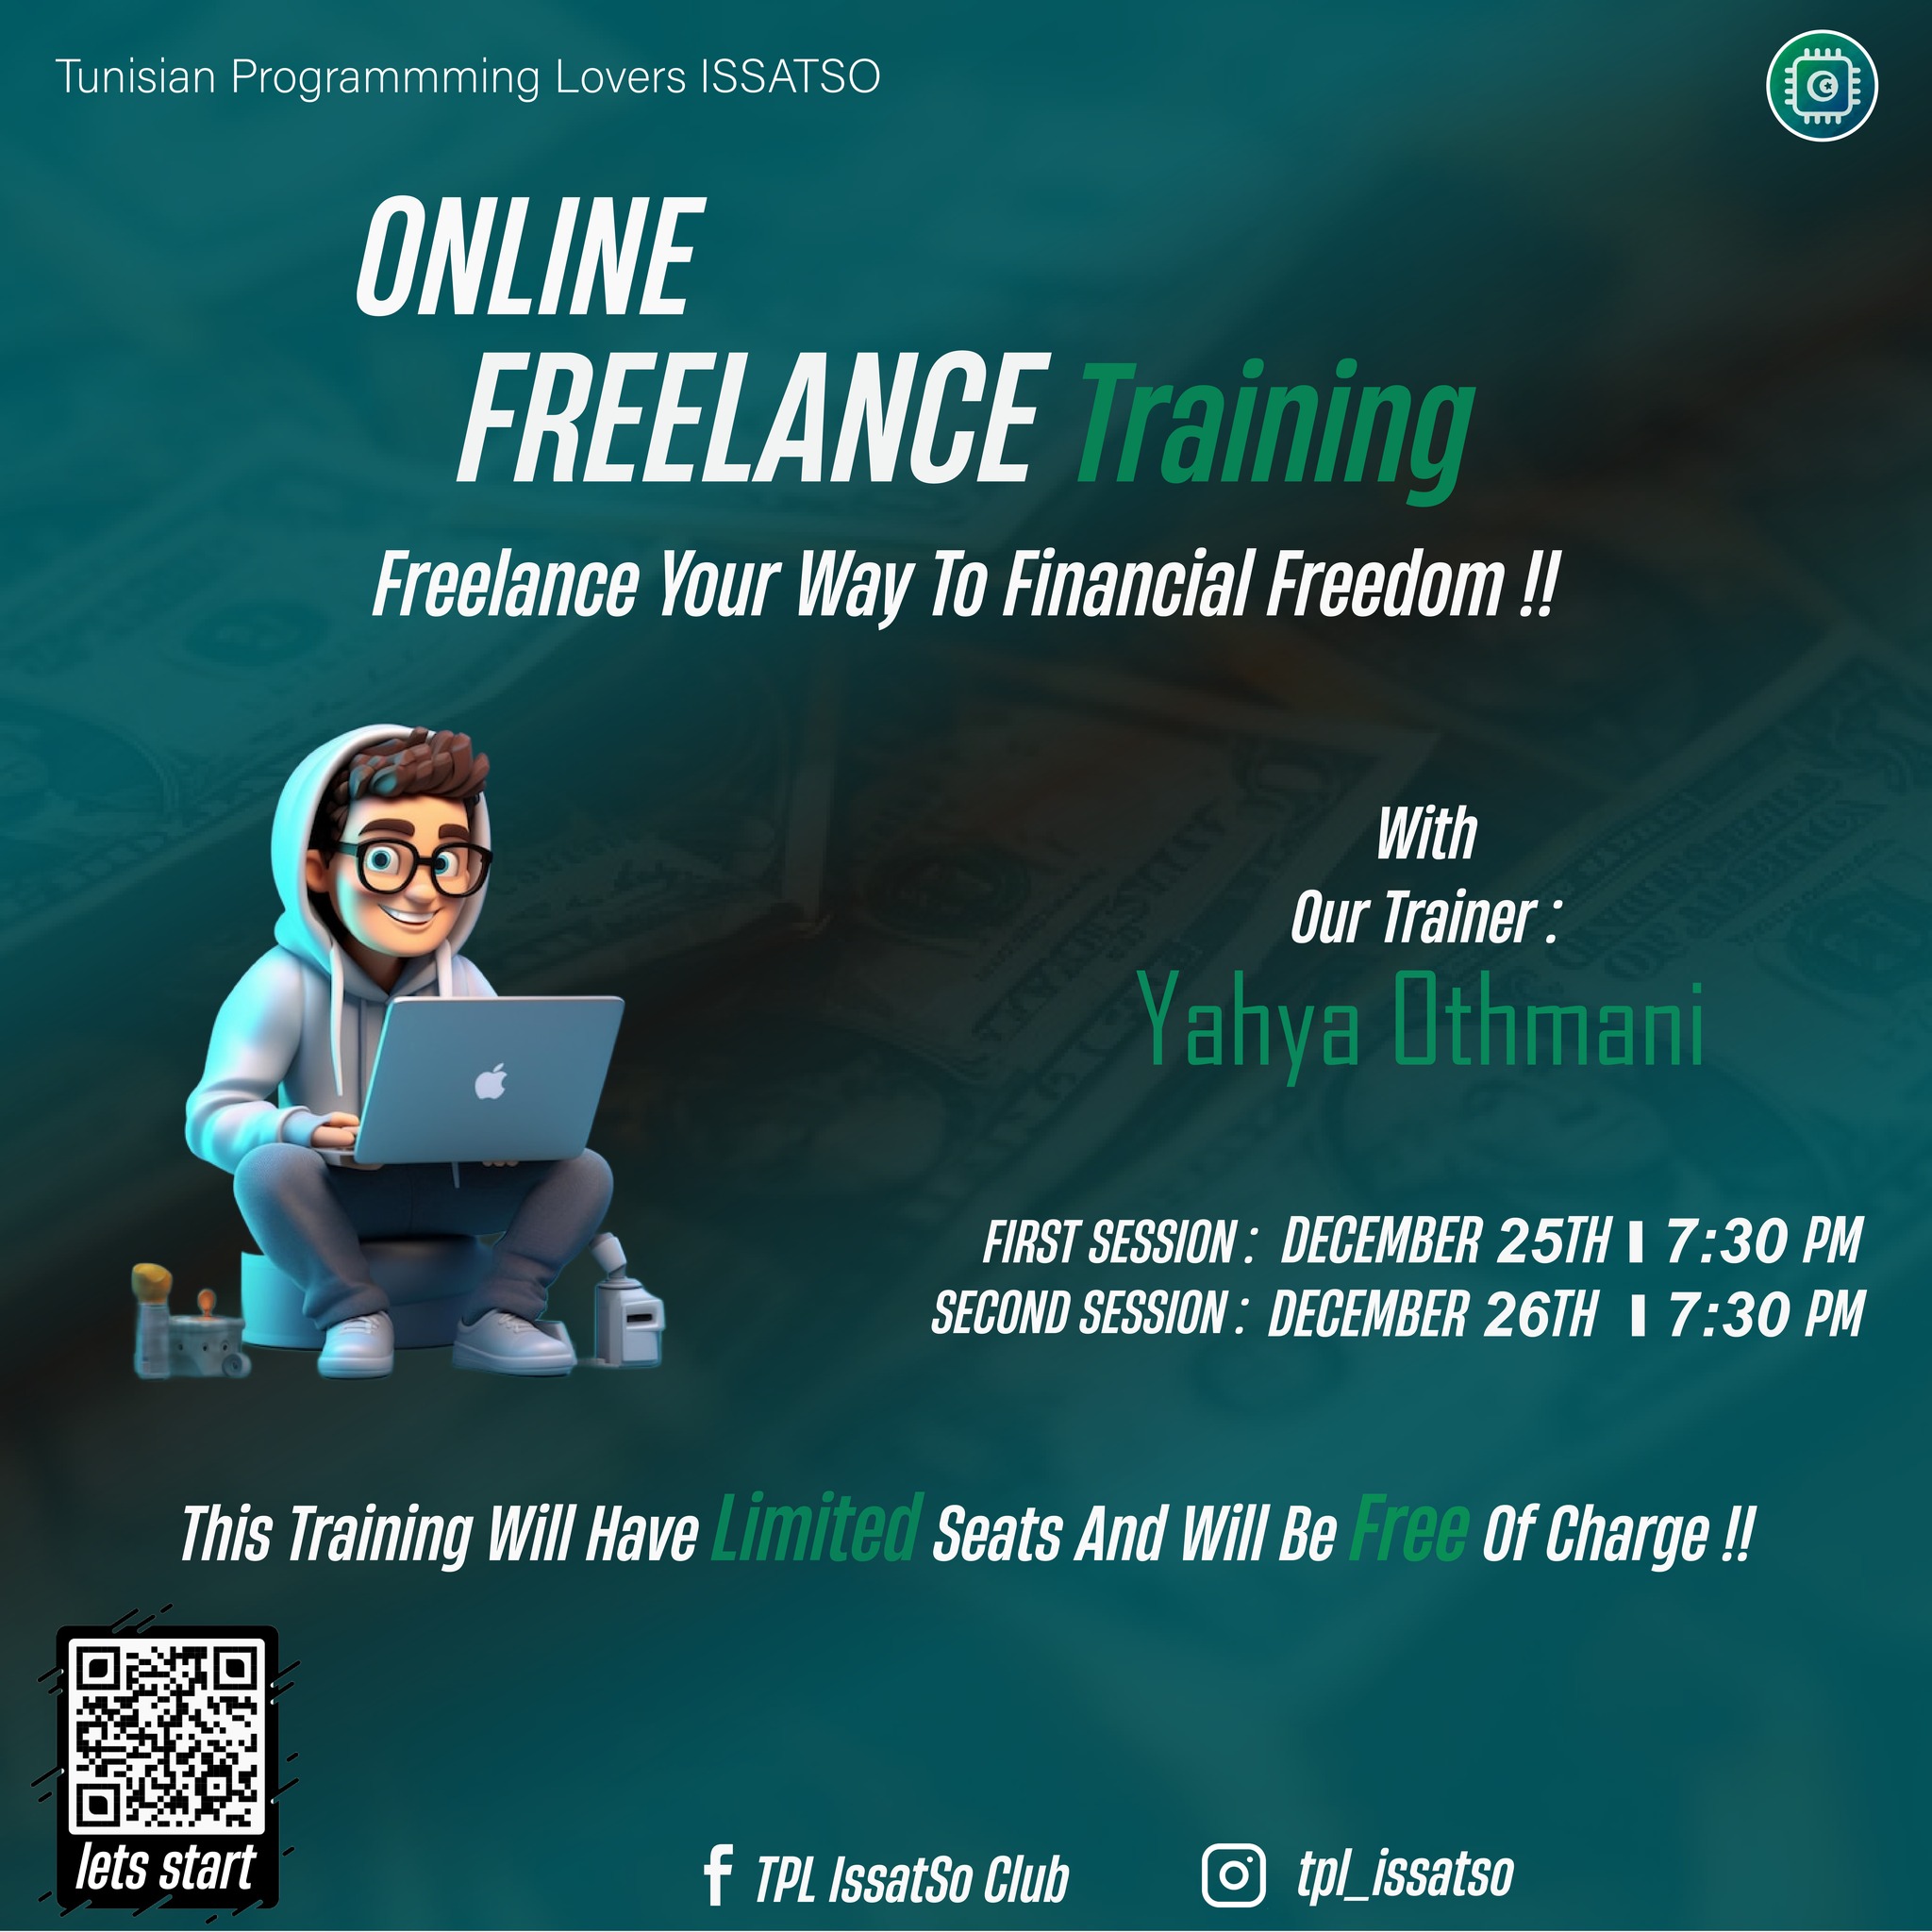 Tunisian Programmming Lovers ISSATSO
ONLINE
FREELANCE Training
Freelance Your Way To Financial Freedom !!
With
Our Trainer :
Yahya Othmani
FIRST SESSION : DECEMBER 25TH I 7:30 PM
SECOND SESSION : DECEMBER 26TH I 7:30 PM
This Training Will Have Limited Seats And Will Be Free Of Charge !!
lets start
TPL IssatSo Club
tpl_issatso